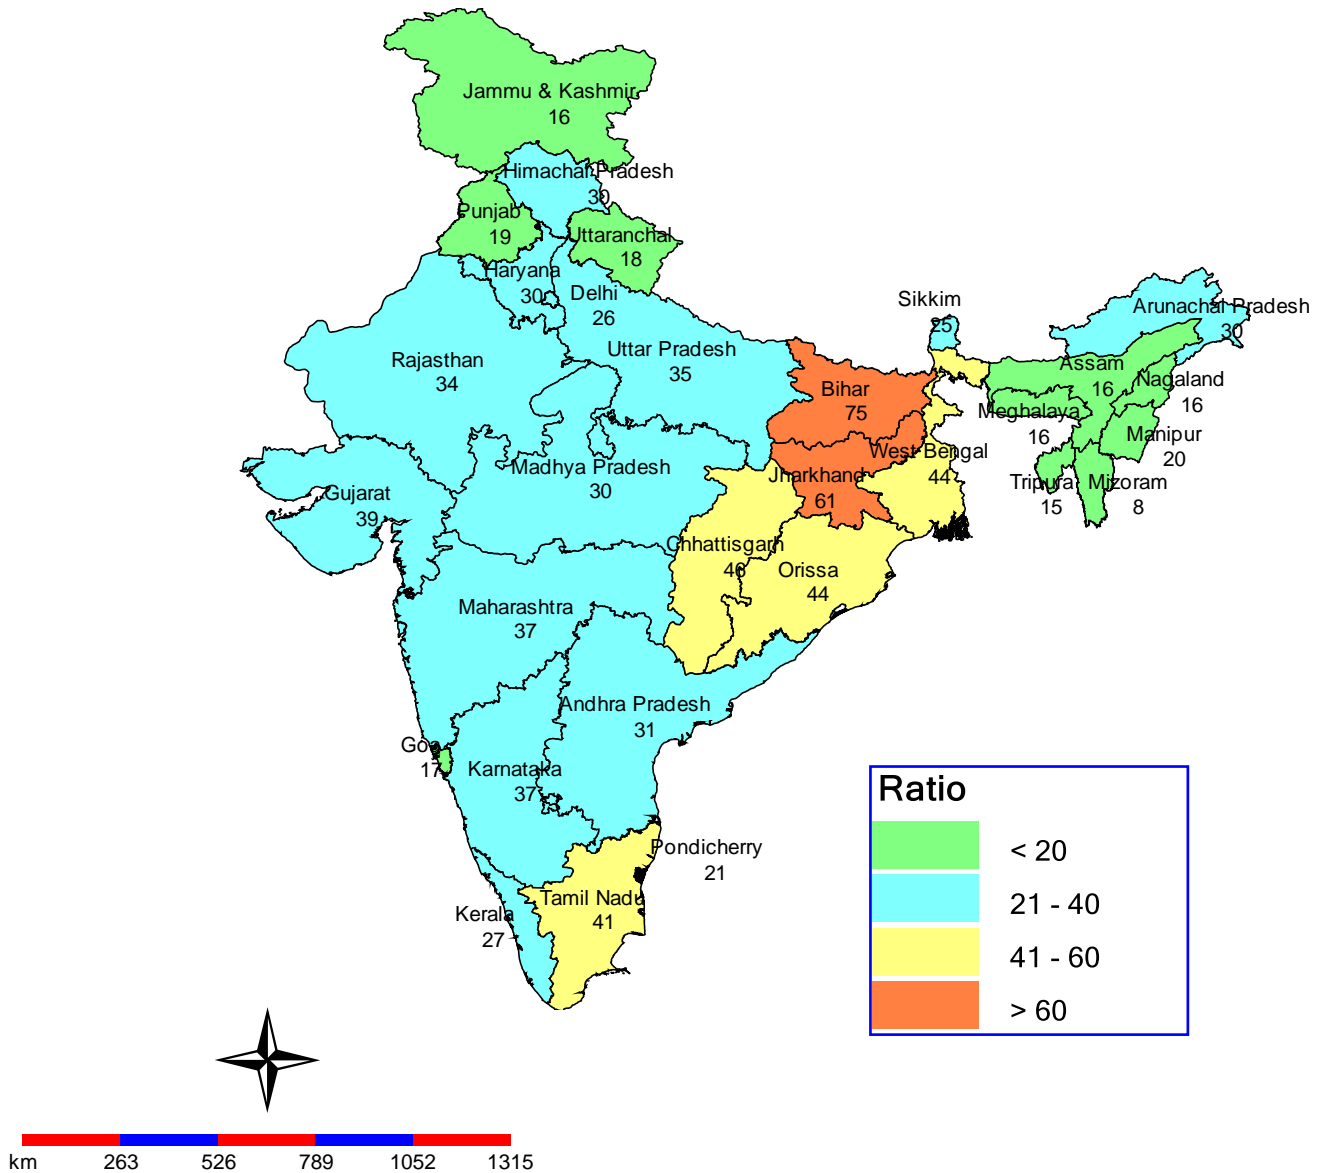 Jammu & Kashmir
16
Himachal Pradesh
30
Punjab
19
Uttaranchal
18
Haryana
30
Delhi
26
Sikkim
25
Arunachal Pradesh
30
Rajasthan
34
Uttar Pradesh
35
Bihar
75
Assam
16
Nagaland
16
Meghalaya
16
Manipur
20
West Bengal
44
Jharkhand
61
Tripura
15
Mizoram
8
Madhya Pradesh
30
Gujarat
39
Chhattisgarh
46
Orissa
44
Maharashtra
37
Andhra Pradesh
31
Goa
17
Karnataka
37
Pondicherry
21
Tamil Nadu
41
Kerala
27
Ratio
< 20
21 - 40
41 - 60
> 60
km 263 526 789 1052 1315